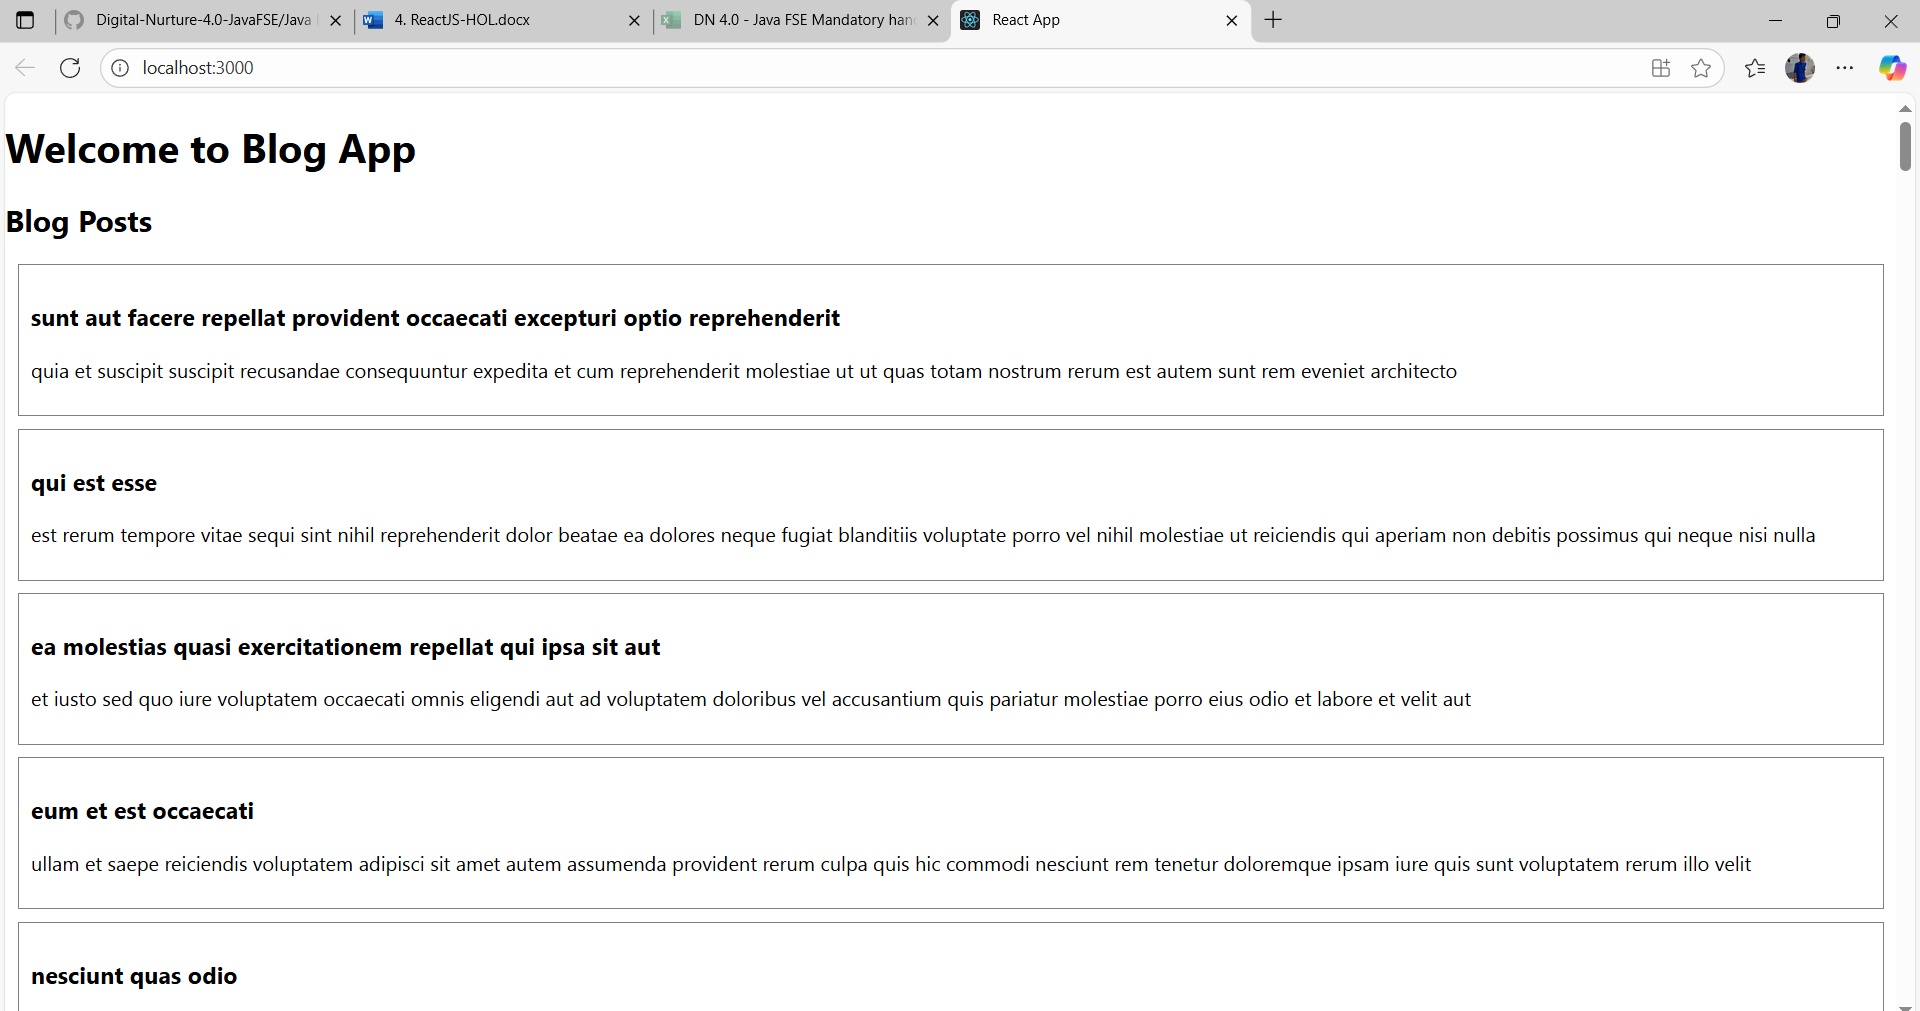 Digital-Nurture-4.0-JavaFSE/Java
4. ReactJS-HOL.docx
DN 4.0 - Java FSE Mandatory han
React App
localhost:3000
Welcome to Blog App
Blog Posts
sunt aut facere repellat provident occaecati excepturi optio reprehenderit
quia et suscipit suscipit recusandae consequuntur expedita et cum reprehenderit molestiae ut ut quas totam nostrum rerum est autem sunt rem eveniet architecto
qui est esse
est rerum tempore vitae sequi sint nihil reprehenderit dolor beatae ea dolores neque fugiat blanditiis voluptate porro vel nihil molestiae ut reiciendis qui aperiam non debitis possimus qui neque nisi nulla
ea molestias quasi exercitationem repellat qui ipsa sit aut
et iusto sed quo iure voluptatem occaecati omnis eligendi aut ad voluptatem doloribus vel accusantium quis pariatur molestiae porro eius odio et labore et velit aut
eum et est occaecati
ullam et saepe reiciendis voluptatem adipisci sit amet autem assumenda provident rerum culpa quis hic commodi nesciunt rem tenetur doloremque ipsam iure quis sunt voluptatem rerum illo velit
nesciunt quas odio